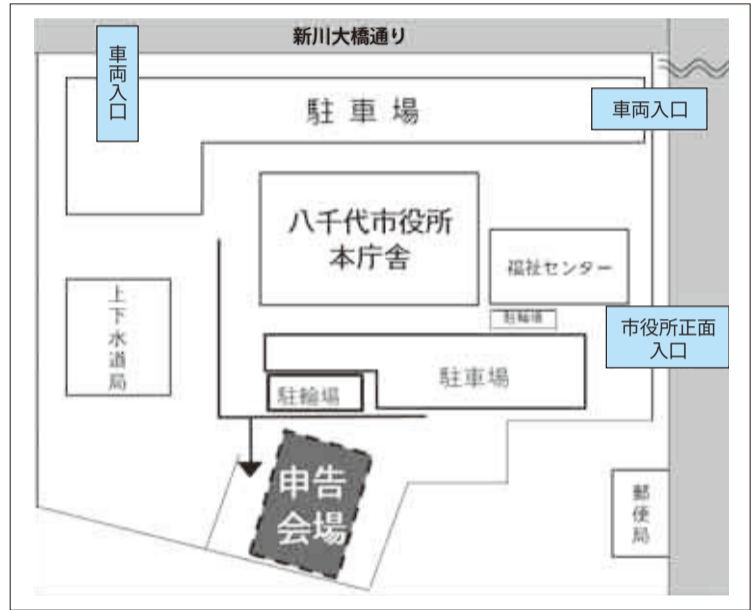 新川大橋通り
車両入口
駐車場
車両入口
八千代市役所
本庁舎
福祉センター
駐輪場
市役所正面
入口
上下水道局
駐車場
駐輪場
申告
会場
郵便局